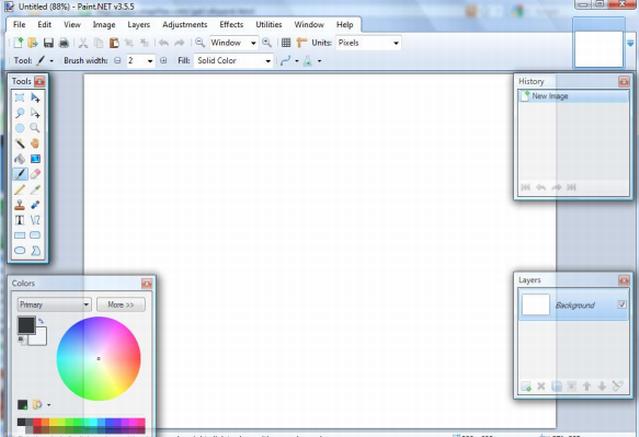 Untitled (88%) - Paint.NET v3.5.5
File Edit View Image Layers Adjustments Effects Utilities Window Help
Window Units: Pixels
Tool: Brush width: 2 Fill: Solid Color
Tools
History
New Image
Colors
Primary More >>
Layers
Background